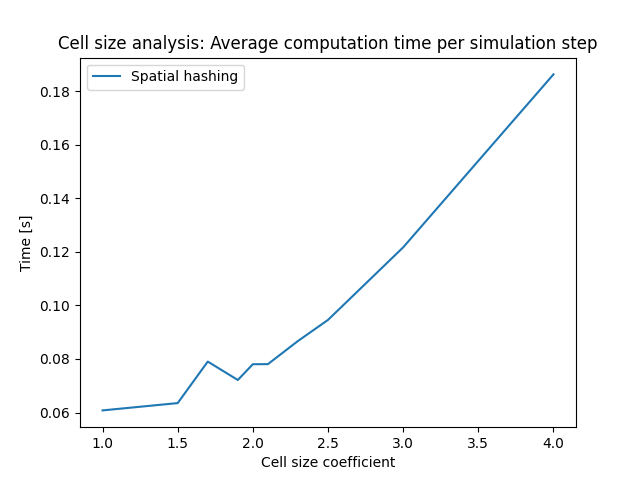 Cell size analysis: Average computation time per simulation step
Spatial hashing
0.18
0.16
0.14
0.12
0.10
0.08
0.06
Time [s]
1.0 1.5 2.0 2.5 3.0 3.5 4.0
Cell size coefficient